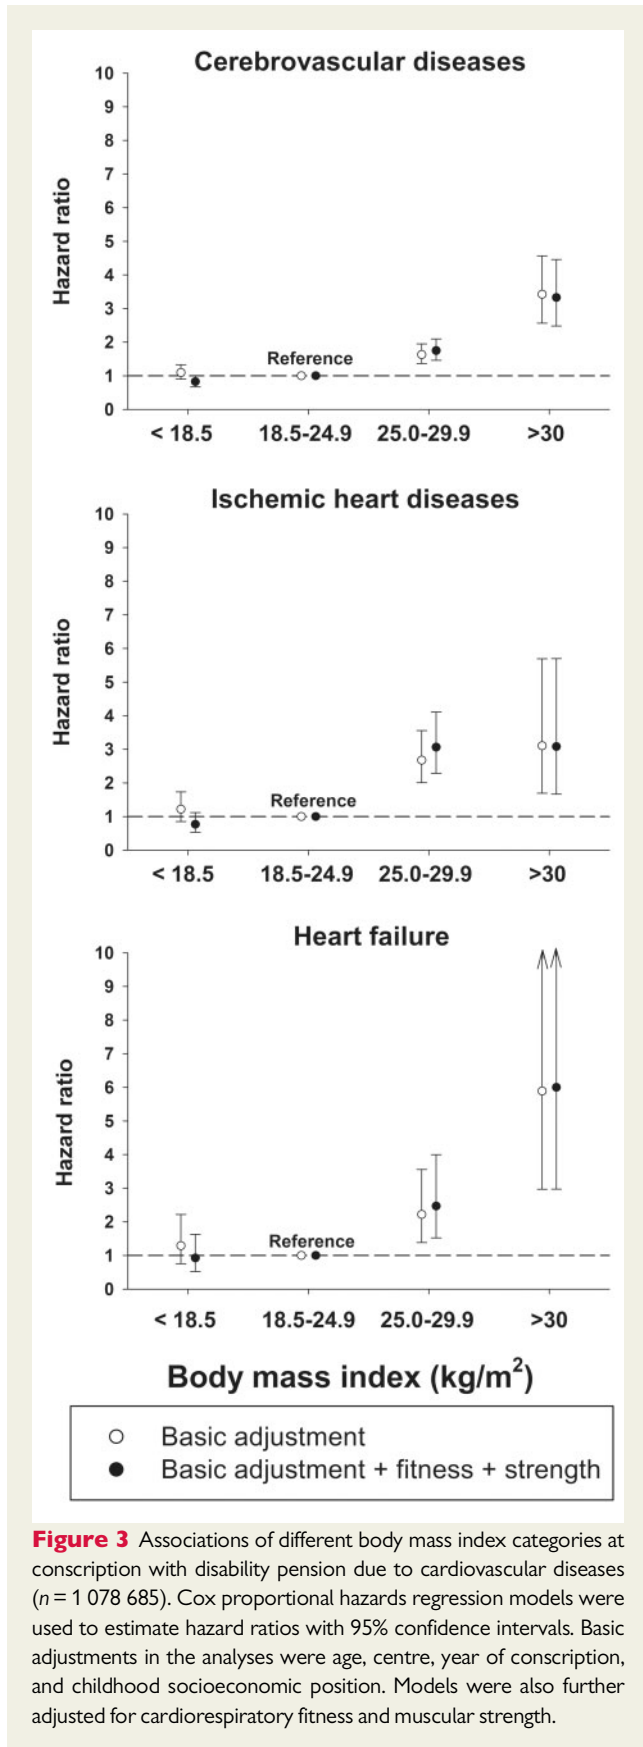 Cerebrovascular diseases
10
9
8
7
6
5
4
3
2
1
0
Hazard ratio
Reference
< 18.5 18.5-24.9 25.0-29.9 >30
Ischemic heart diseases
10
9
8
7
6
5
4
3
2
1
0
Hazard ratio
Reference
< 18.5 18.5-24.9 25.0-29.9 >30
Heart failure
10
9
8
7
6
5
4
3
2
1
0
Hazard ratio
Reference
< 18.5 18.5-24.9 25.0-29.9 >30
Body mass index (kg/m²)
Basic adjustment
Basic adjustment + fitness + strength
Figure 3 Associations of different body mass index categories at
conscription with disability pension due to cardiovascular diseases
(n = 1 078 685). Cox proportional hazards regression models were
used to estimate hazard ratios with 95% confidence intervals. Basic
adjustments in the analyses were age, centre, year of conscription,
and childhood socioeconomic position. Models were also further
adjusted for cardiorespiratory fitness and muscular strength.